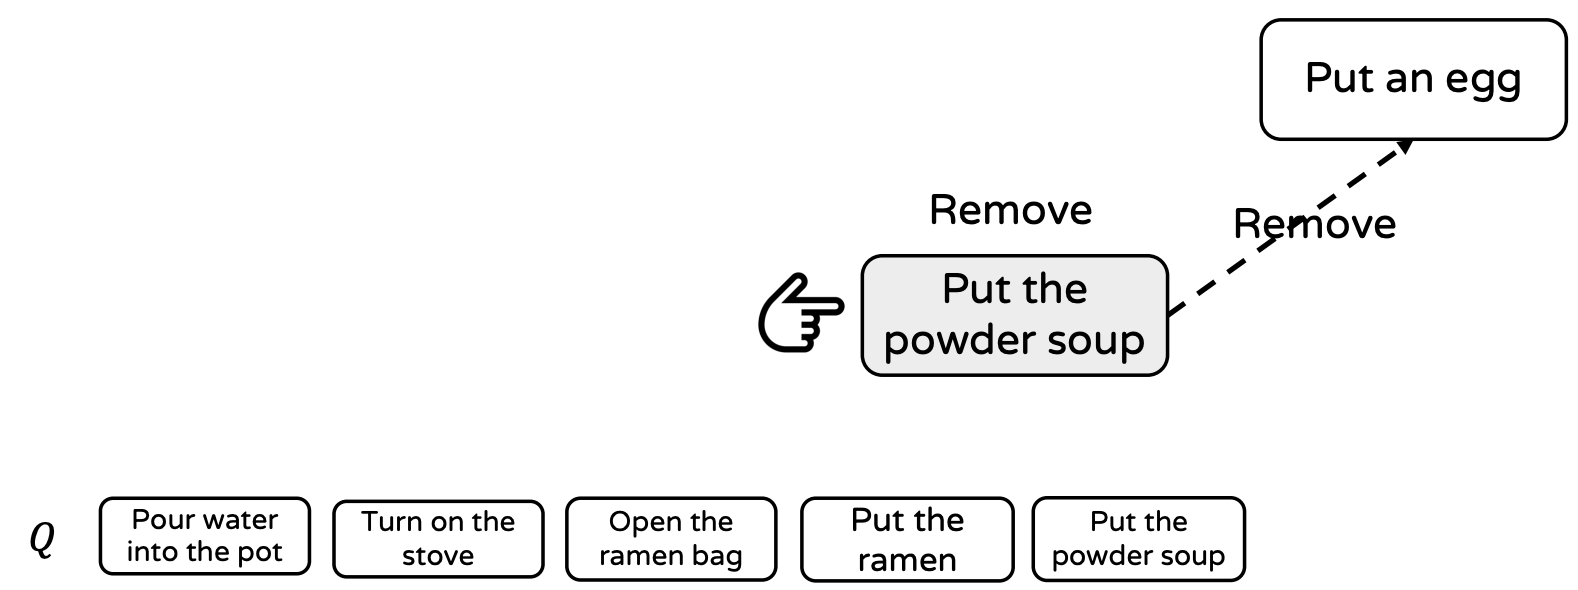 Put an egg
Remove
Remove
Put the
powder soup
Q
Pour water
into the pot
Turn on the
stove
Open the
ramen bag
Put the
ramen
Put the
powder soup